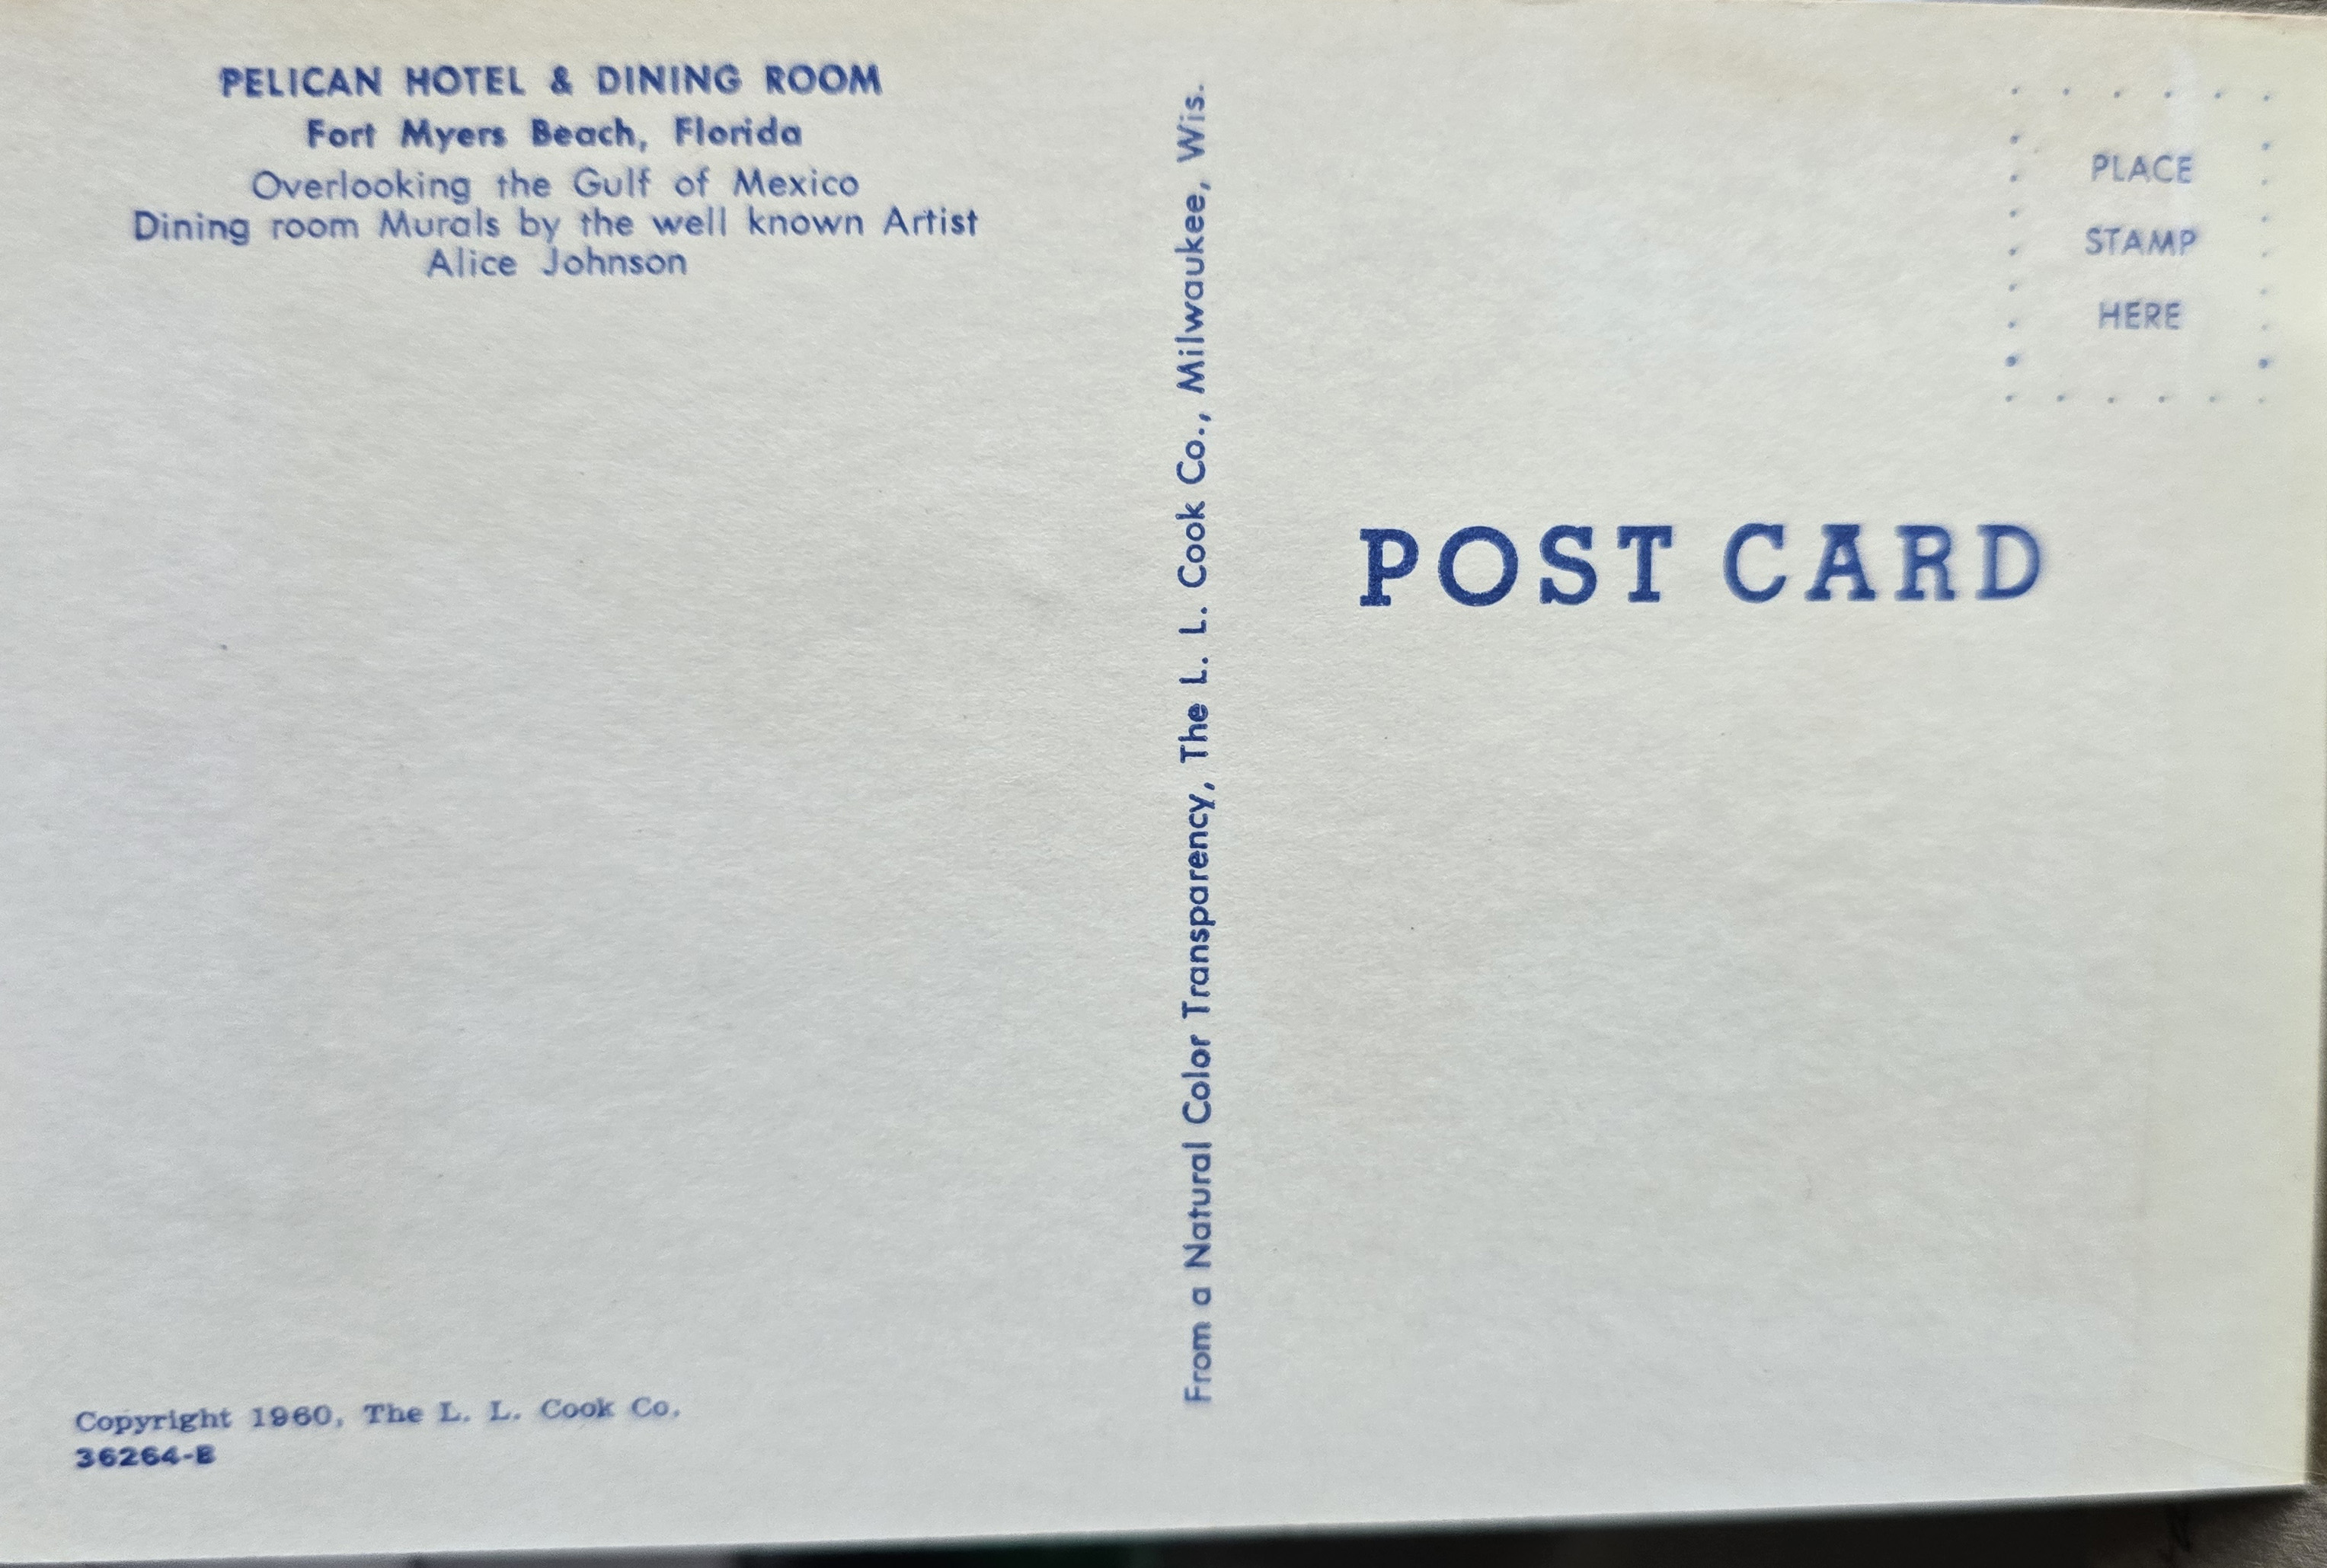 PELICAN HOTEL & DINING ROOM
Fort Myers Beach, Florida
Overlooking the Gulf of Mexico
Dining room Murals by the well known Artist
Alice Johnson
Copyright 1960, The L. L. Cook Co.
36264-B
From a Natural Color Transparency, The L. L. Cook Co., Milwaukee, Wis.
PLACE
STAMP
HERE
POST CARD